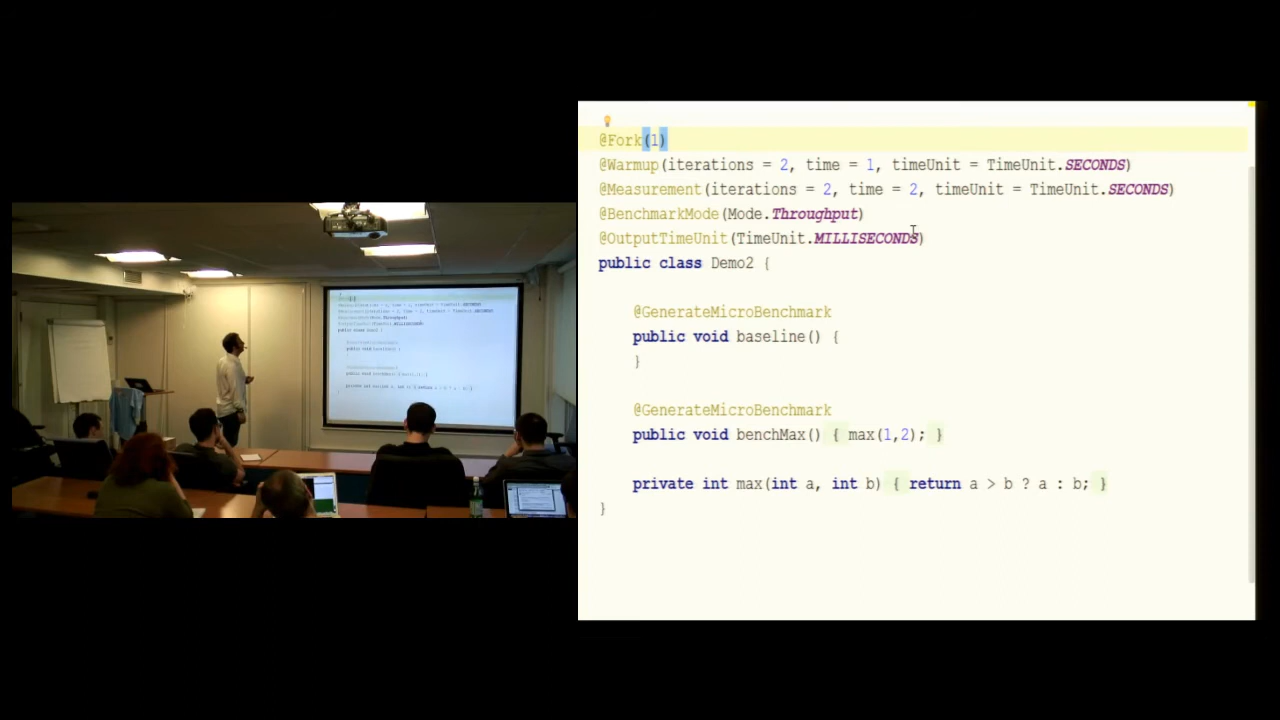 @Fork(1)
@Warmup(iterations = 2, time = 1, timeUnit = TimeUnit.SECONDS)
@Measurement(iterations = 2, time = 2, timeUnit = TimeUnit.SECONDS)
@BenchmarkMode(Mode.Throughput)
@OutputTimeUnit(TimeUnit.MILLISECONDS)
public class Demo2 {
@GenerateMicroBenchmark
public void baseline() {
}
@GenerateMicroBenchmark
public void benchMax() { max(1,2); }
private int max(int a, int b) { return a > b ? a : b; }
}